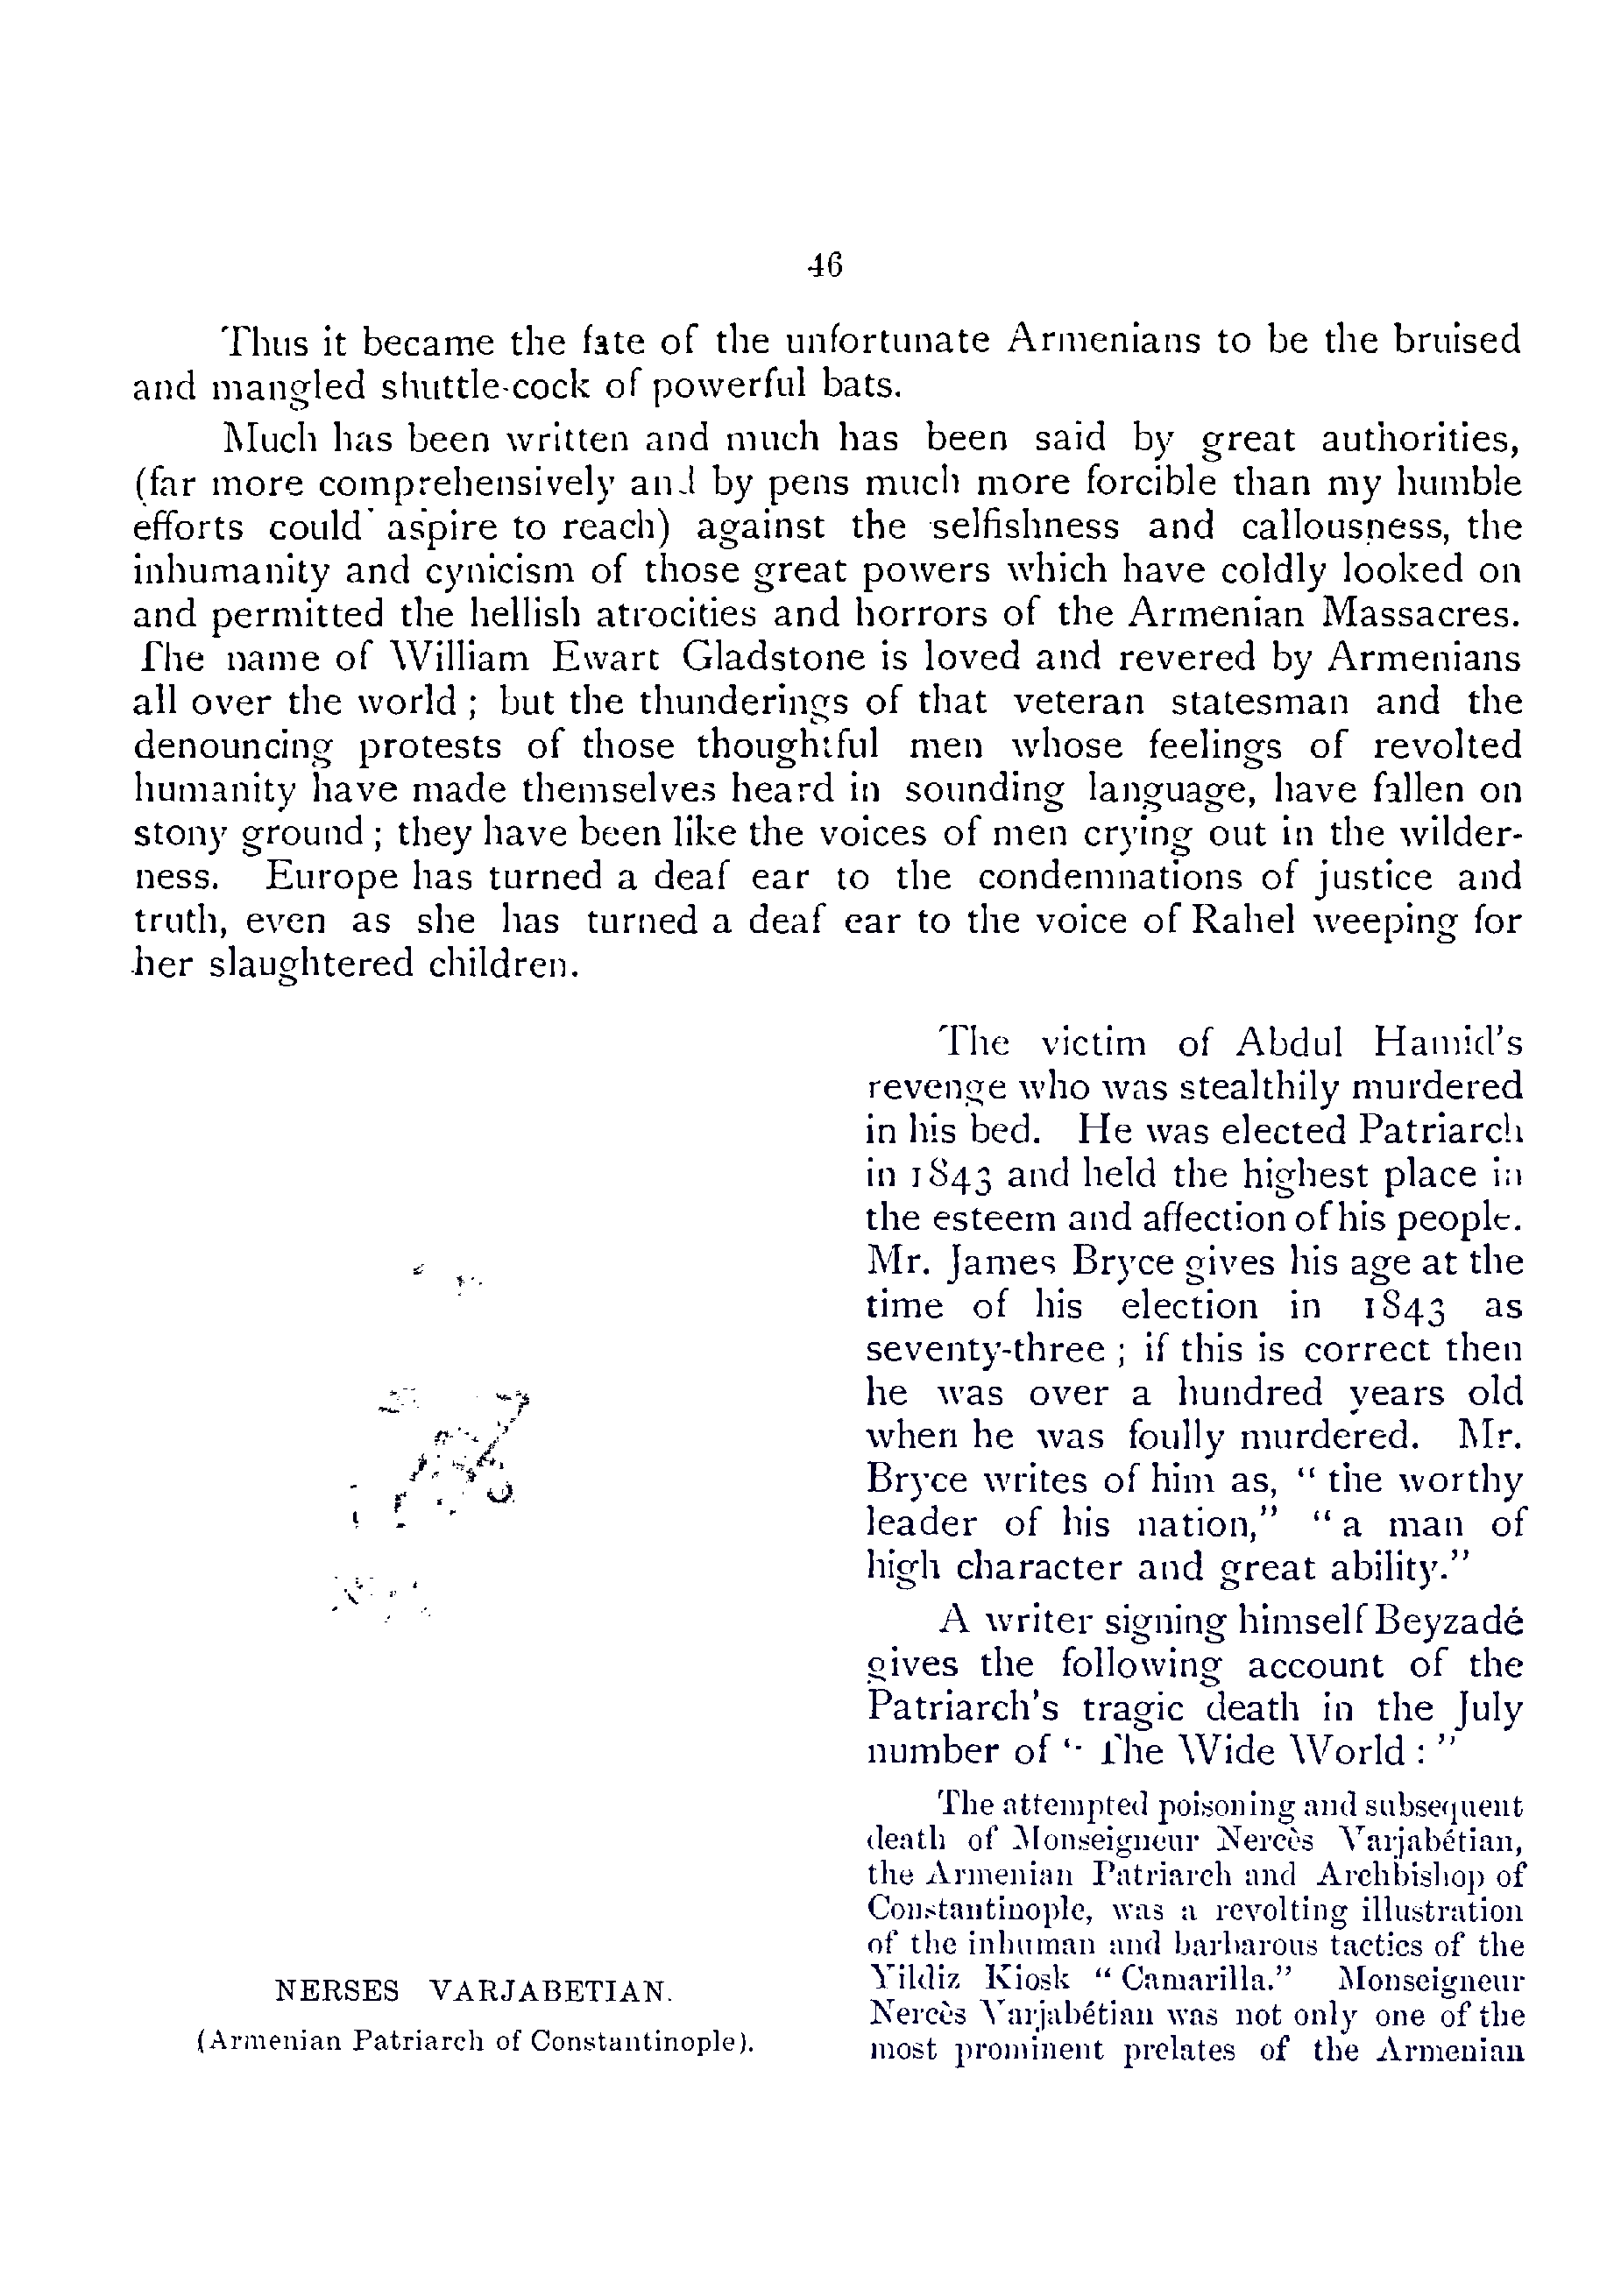 46
Thus it became the fate of the unfortunate Armenians to be the bruised
and mangled shuttle-cock of powerful bats.
Much has been written and much has been said by great authorities,
(far more comprehensively and by pens much more forcible than my humble
efforts could aspire to reach) against the selfishness and callousness, the
inhumanity and cynicism of those great powers which have coldly looked on
and permitted the hellish atrocities and horrors of the Armenian Massacres.
The name of William Ewart Gladstone is loved and revered by Armenians
all over the world ; but the thunderings of that veteran statesman and the
denouncing protests of those thoughtful men whose feelings of revolted
humanity have made themselves heard in sounding language, have fallen on
stony ground ; they have been like the voices of men crying out in the wilder-
ness. Europe has turned a deaf ear to the condemnations of justice and
truth, even as she has turned a deaf ear to the voice of Rahel weeping for
her slaughtered children.
The victim of Abdul Hamid's
revenge who was stealthily murdered
in his bed. He was elected Patriarch
in 1843 and held the highest place in
the esteem and affection of his people.
Mr. James Bryce gives his age at the
time of his election in 1843 as
seventy-three ; if this is correct then
he was over a hundred years old
when he was foully murdered. Mr.
Bryce writes of him as, “ the worthy
leader of his nation,” “ a man of
high character and great ability.”
A writer signing himself Beyzadé
gives the following account of the
Patriarch's tragic death in the July
number of “ The Wide World : ”
The attempted poisoning and subsequent
death of Monseigneur Nercès Varjabétian,
the Armenian Patriarch and Archbishop of
Constantinople, was a revolting illustration
of the inhuman and barbarous tactics of the
Yildiz Kiosk “ Camarilla.” Monseigneur
Nercès Varjabétian was not only one of the
most prominent prelates of the Armenian
NERSES VARJABETIAN.
(Armenian Patriarch of Constantinople).